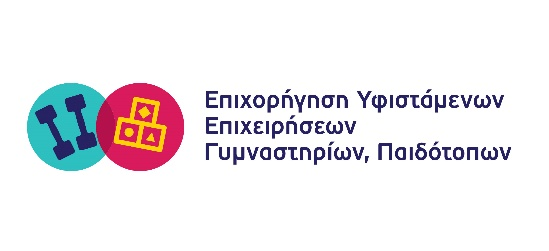 Επιχορήγηση Υφιστάμενων
Επιχειρήσεων
Γυμναστηρίων, Παιδότοπων